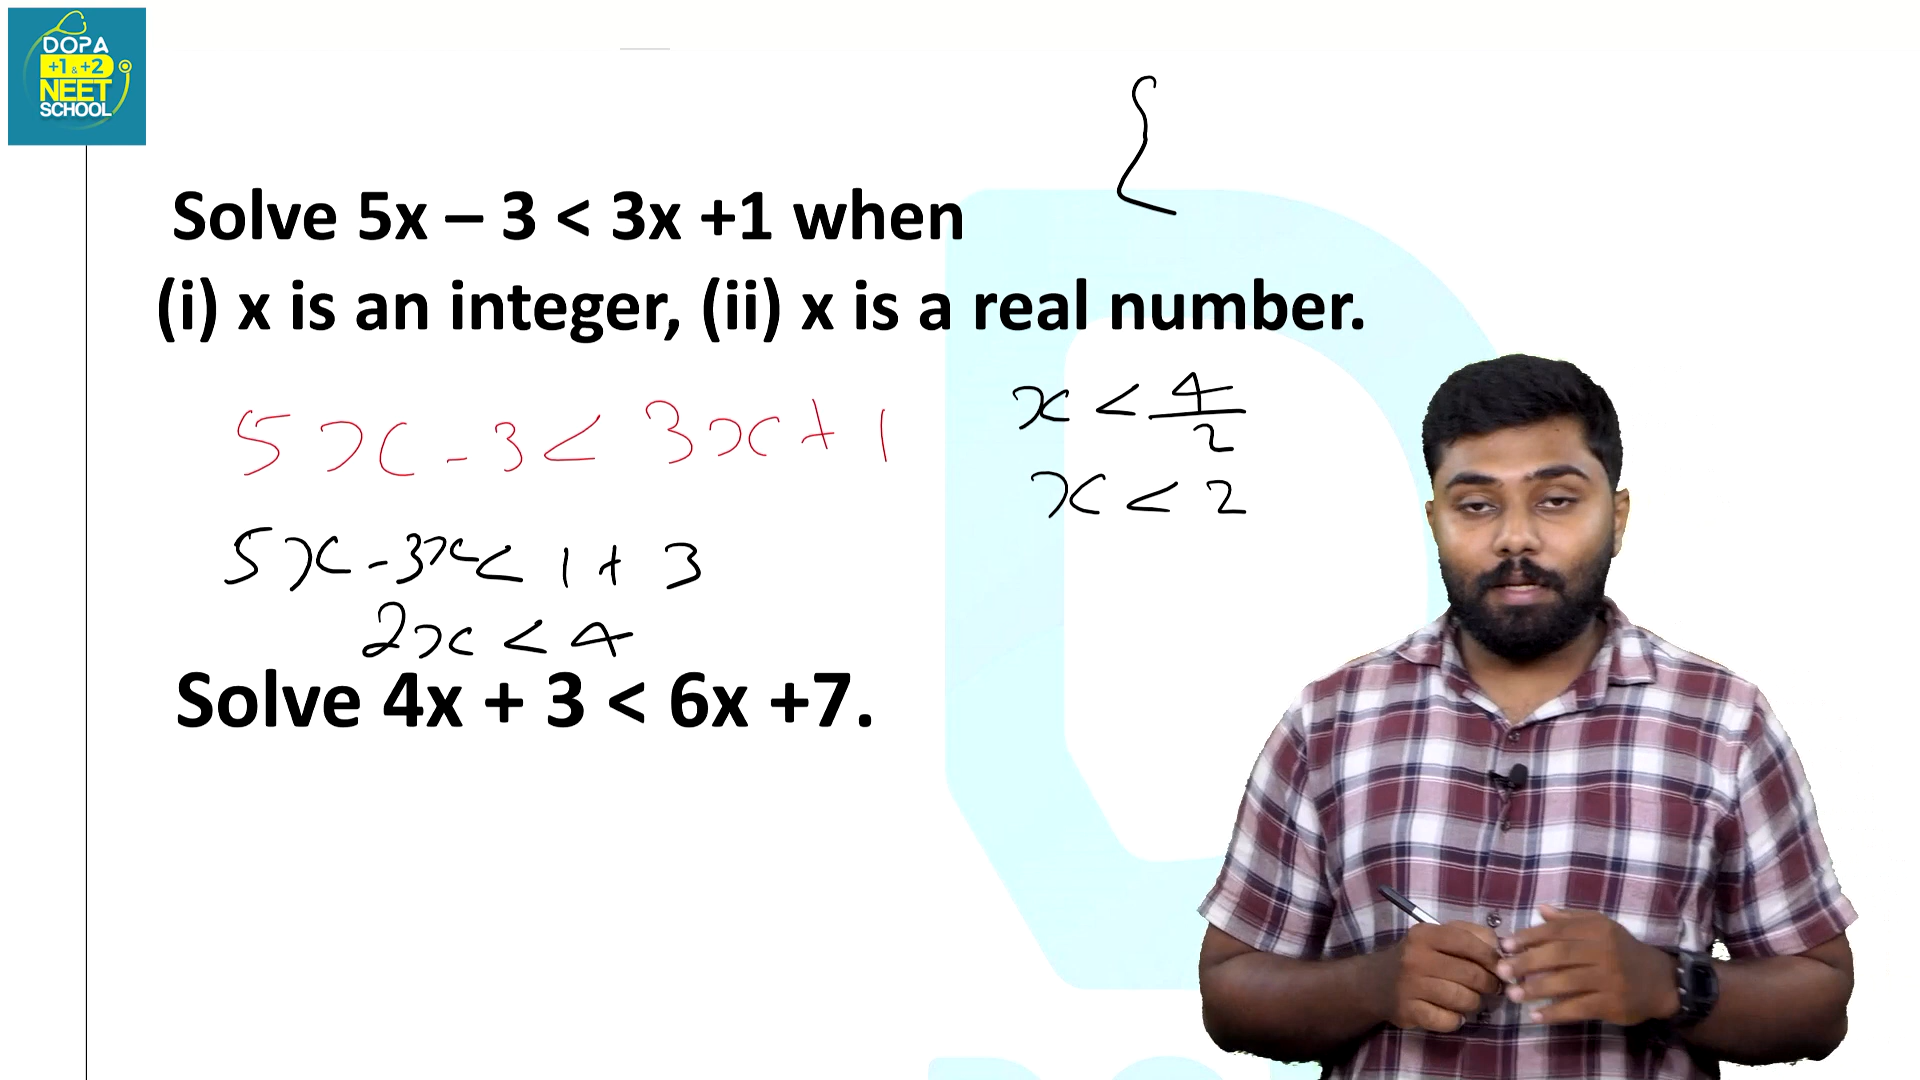 DOPA
+1 & +2
NEET
SCHOOL
{
Solve 5x – 3 < 3x +1 when
(i) x is an integer, (ii) x is a real number.
5x - 3 < 3x + 1
5x - 3x < 1 + 3
2x < 4
x < 4/2
x < 2
Solve 4x + 3 < 6x +7.